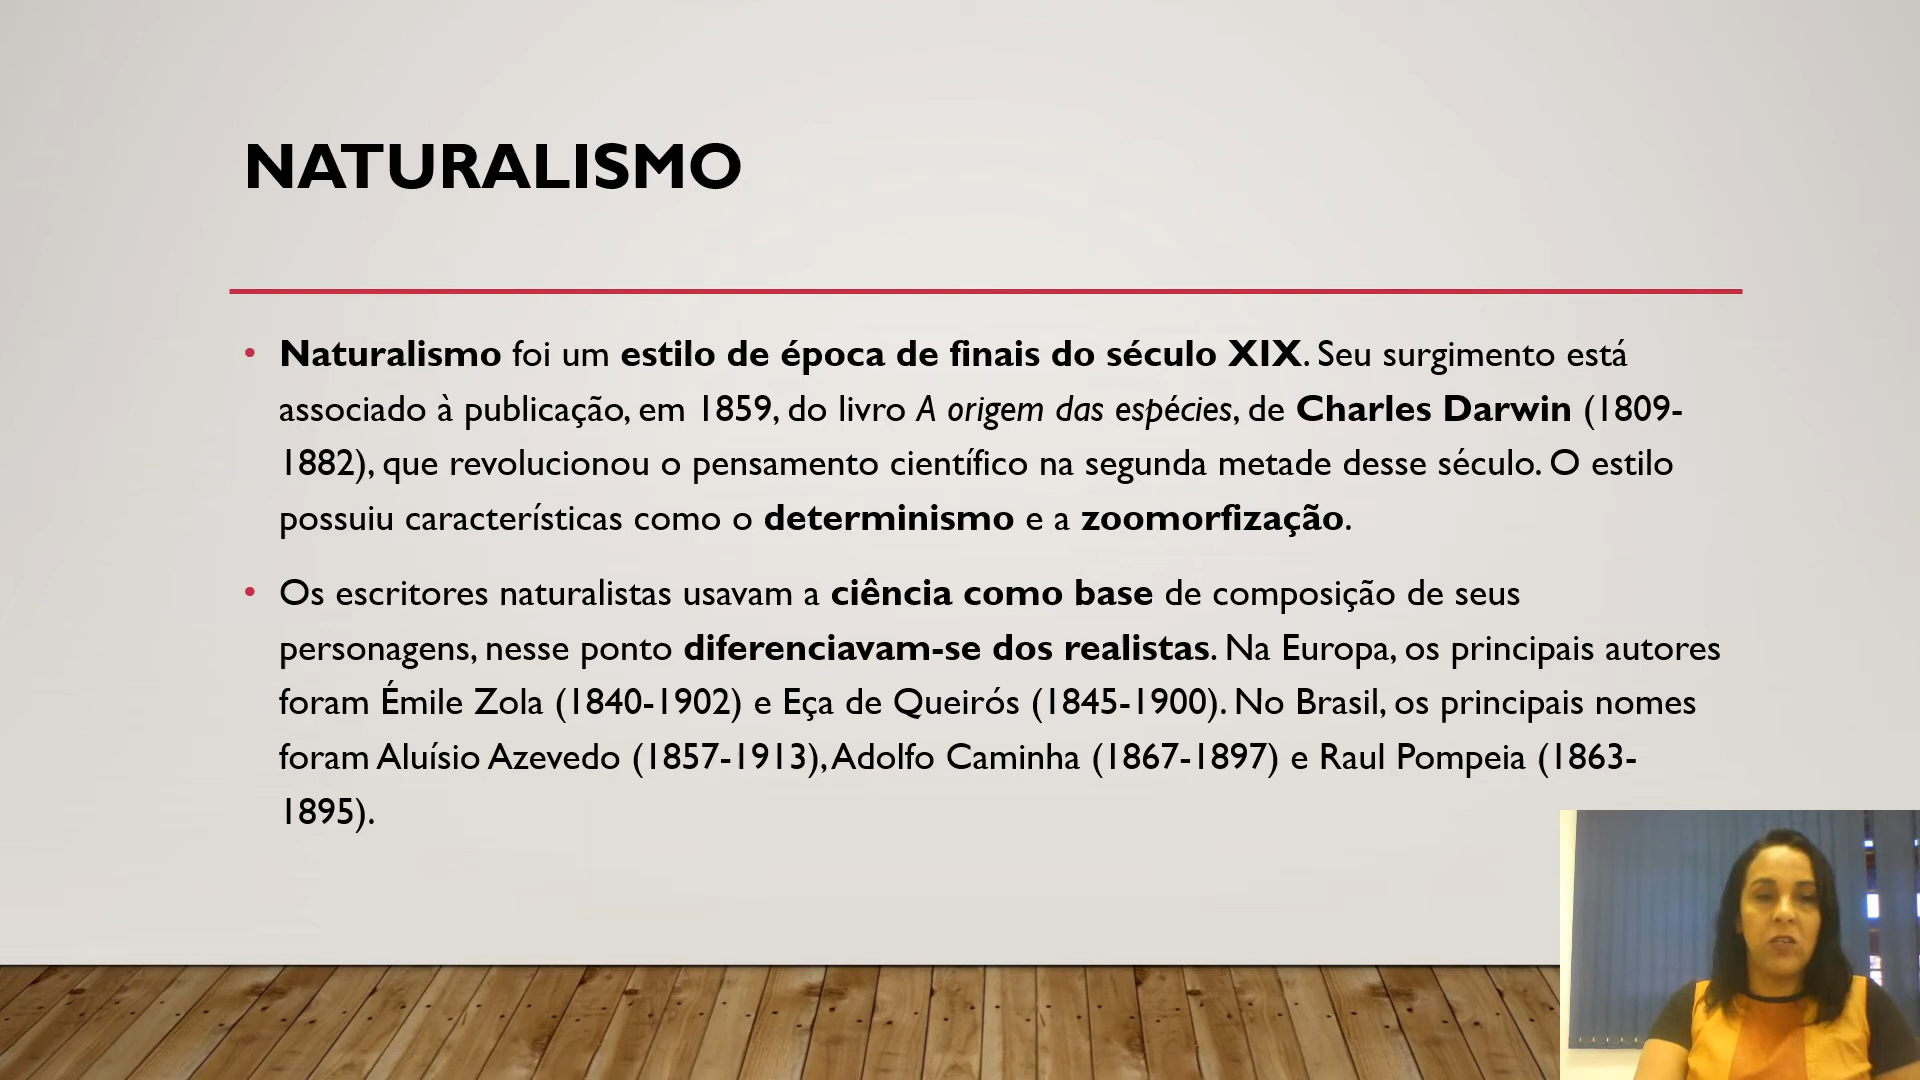 NATURALISMO
• Naturalismo foi um estilo de época de finais do século XIX. Seu surgimento está
associado à publicação, em 1859, do livro A origem das espécies, de Charles Darwin (1809-
1882), que revolucionou o pensamento científico na segunda metade desse século. O estilo
possuiu características como o determinismo e a zoomorfização.
• Os escritores naturalistas usavam a ciência como base de composição de seus
personagens, nesse ponto diferenciavam-se dos realistas. Na Europa, os principais autores
foram Émile Zola (1840-1902) e Eça de Queirós (1845-1900). No Brasil, os principais nomes
foram Aluísio Azevedo (1857-1913), Adolfo Caminha (1867-1897) e Raul Pompeia (1863-
1895).